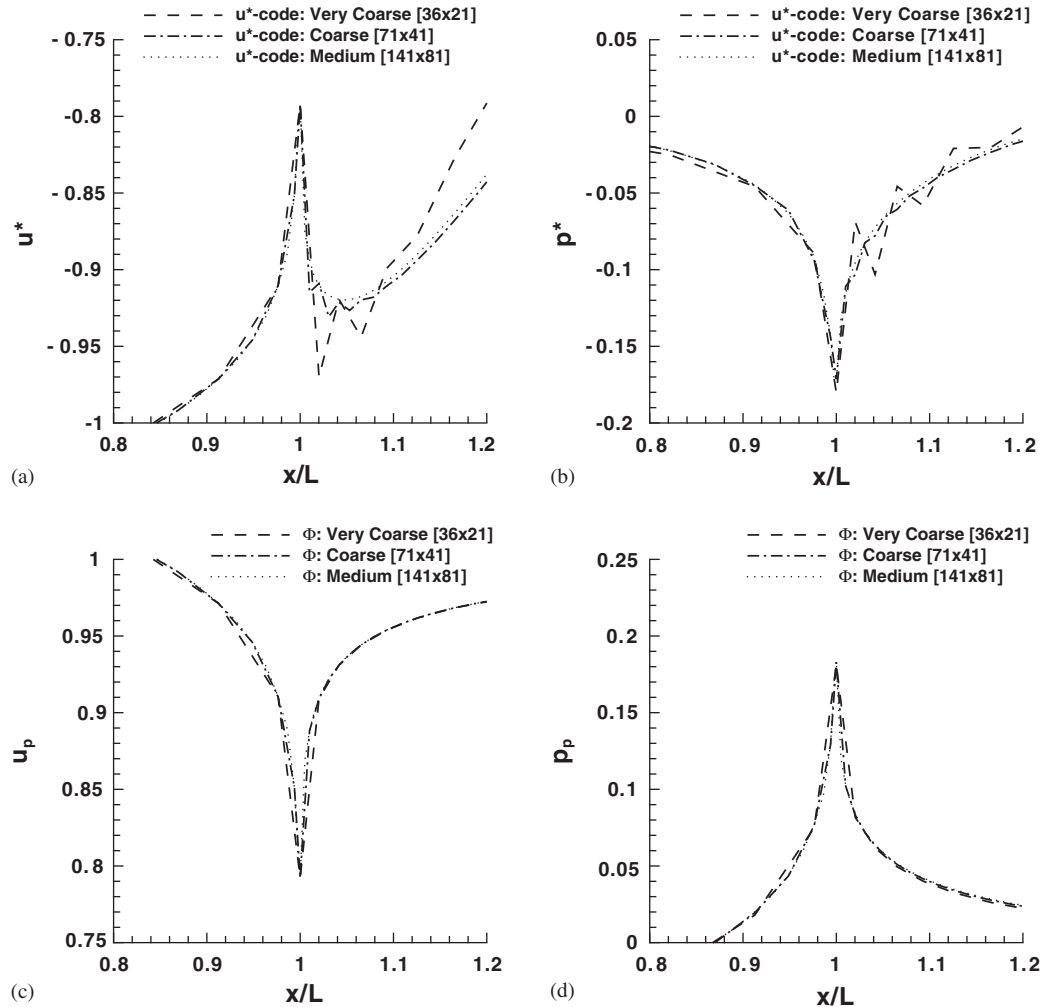 u*-code: Very Coarse [36x21]
u*-code: Coarse [71x41]
u*-code: Medium [141x81]
- 0.75
-0.8
- 0.85
-0.9
- 0.95
-1
0.8 0.9 1 1.1 1.2
u*
x/L
(a)
u*-code: Very Coarse [36x21]
u*-code: Coarse [71x41]
u*-code: Medium [141x81]
0.05
0
-0.05
-0.1
-0.15
-0.2
0.8 0.9 1 1.1 1.2
p*
x/L
(b)
Φ: Very Coarse [36x21]
Φ: Coarse [71x41]
Φ: Medium [141x81]
1
0.95
0.9
0.85
0.8
0.75
0.8 0.9 1 1.1 1.2
up
x/L
(c)
Φ: Very Coarse [36x21]
Φ: Coarse [71x41]
Φ: Medium [141x81]
0.25
0.2
0.15
0.1
0.05
0
0.8 0.9 1 1.1 1.2
pp
x/L
(d)